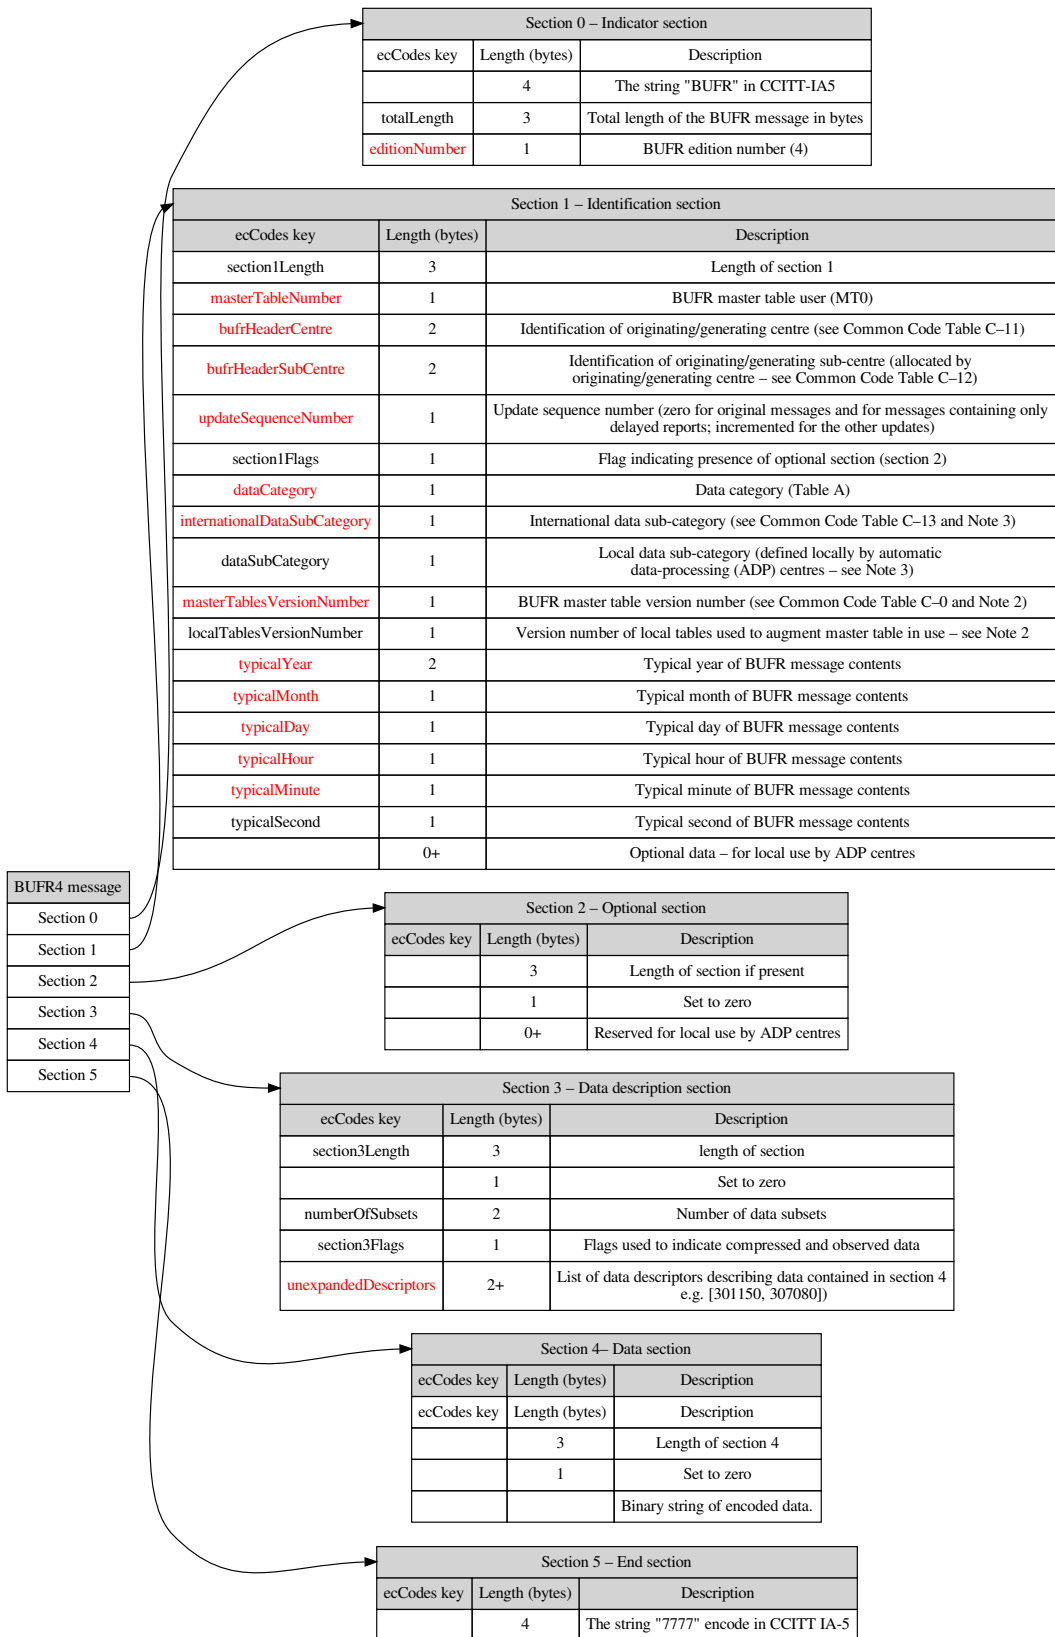 Section 0 – Indicator section
ecCodes key Length (bytes) Description
4 The string "BUFR" in CCITT-IA5
totalLength 3 Total length of the BUFR message in bytes
editionNumber 1 BUFR edition number (4)
Section 1 – Identification section
ecCodes key Length (bytes) Description
section1Length 3 Length of section 1
masterTableNumber 1 BUFR master table user (MT0)
bufrHeaderCentre 2 Identification of originating/generating centre (see Common Code Table C–11)
bufrHeaderSubCentre 2 Identification of originating/generating sub-centre (allocated by
originating/generating centre – see Common Code Table C–12)
updateSequenceNumber 1 Update sequence number (zero for original messages and for messages containing only
delayed reports; incremented for the other updates)
section1Flags 1 Flag indicating presence of optional section (section 2)
dataCategory 1 Data category (Table A)
internationalDataSubCategory 1 International data sub-category (see Common Code Table C–13 and Note 3)
dataSubCategory 1 Local data sub-category (defined locally by automatic
data-processing (ADP) centres – see Note 3)
masterTablesVersionNumber 1 BUFR master table version number (see Common Code Table C–0 and Note 2)
localTablesVersionNumber 1 Version number of local tables used to augment master table in use – see Note 2
typicalYear 2 Typical year of BUFR message contents
typicalMonth 1 Typical month of BUFR message contents
typicalDay 1 Typical day of BUFR message contents
typicalHour 1 Typical hour of BUFR message contents
typicalMinute 1 Typical minute of BUFR message contents
typicalSecond 1 Typical second of BUFR message contents
0+ Optional data – for local use by ADP centres
BUFR4 message
Section 0
Section 1
Section 2
Section 3
Section 4
Section 5
Section 2 – Optional section
ecCodes key Length (bytes) Description
3 Length of section if present
1 Set to zero
0+ Reserved for local use by ADP centres
Section 3 – Data description section
ecCodes key Length (bytes) Description
section3Length 3 length of section
1 Set to zero
numberOfSubsets 2 Number of data subsets
section3Flags 1 Flags used to indicate compressed and observed data
unexpandedDescriptors 2+ List of data descriptors describing data contained in section 4
e.g. [301150, 307080])
Section 4– Data section
ecCodes key Length (bytes) Description
ecCodes key Length (bytes) Description
3 Length of section 4
1 Set to zero
Binary string of encoded data.
Section 5 – End section
ecCodes key Length (bytes) Description
4 The string "7777" encode in CCITT IA-5